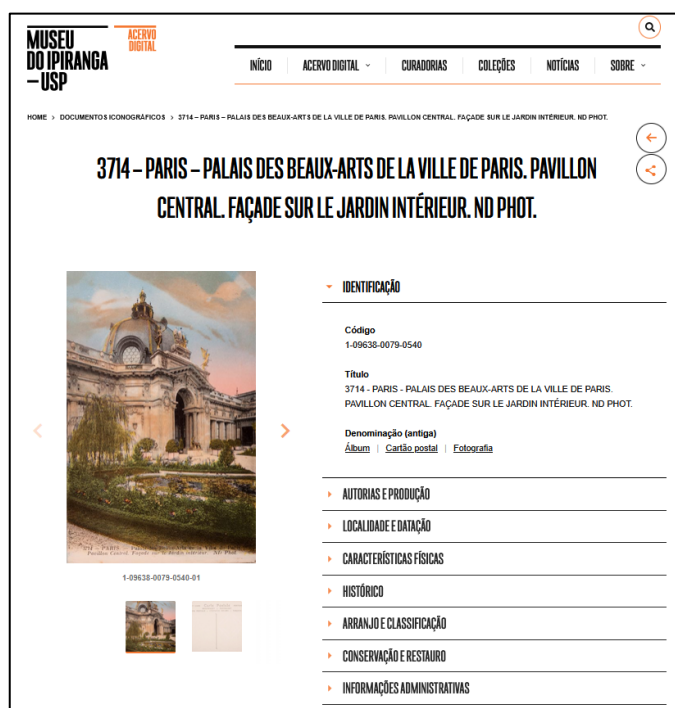 MUSEU
DO IPIRANGA
– USP
ACERVO
DIGITAL
INÍCIO ACERVO DIGITAL CURADORIAS COLEÇÕES NOTÍCIAS SOBRE
HOME > DOCUMENTOS ICONOGRÁFICOS > 3714 – PARIS – PALAIS DES BEAUX-ARTS DE LA VILLE DE PARIS. PAVILLON CENTRAL. FAÇADE SUR LE JARDIN INTÉRIEUR. ND PHOT.
3714 – PARIS – PALAIS DES BEAUX-ARTS DE LA VILLE DE PARIS. PAVILLON
CENTRAL. FAÇADE SUR LE JARDIN INTÉRIEUR. ND PHOT.
1-09638-0079-0540-01
IDENTIFICAÇÃO
Código
1-09638-0079-0540
Título
3714 - PARIS - PALAIS DES BEAUX-ARTS DE LA VILLE DE PARIS.
PAVILLON CENTRAL. FAÇADE SUR LE JARDIN INTÉRIEUR. ND PHOT.
Denominação (antiga)
Álbum | Cartão postal | Fotografia
AUTORIAS E PRODUÇÃO
LOCALIDADE E DATAÇÃO
CARACTERÍSTICAS FÍSICAS
HISTÓRICO
ARRANJO E CLASSIFICAÇÃO
CONSERVAÇÃO E RESTAURO
INFORMAÇÕES ADMINISTRATIVAS